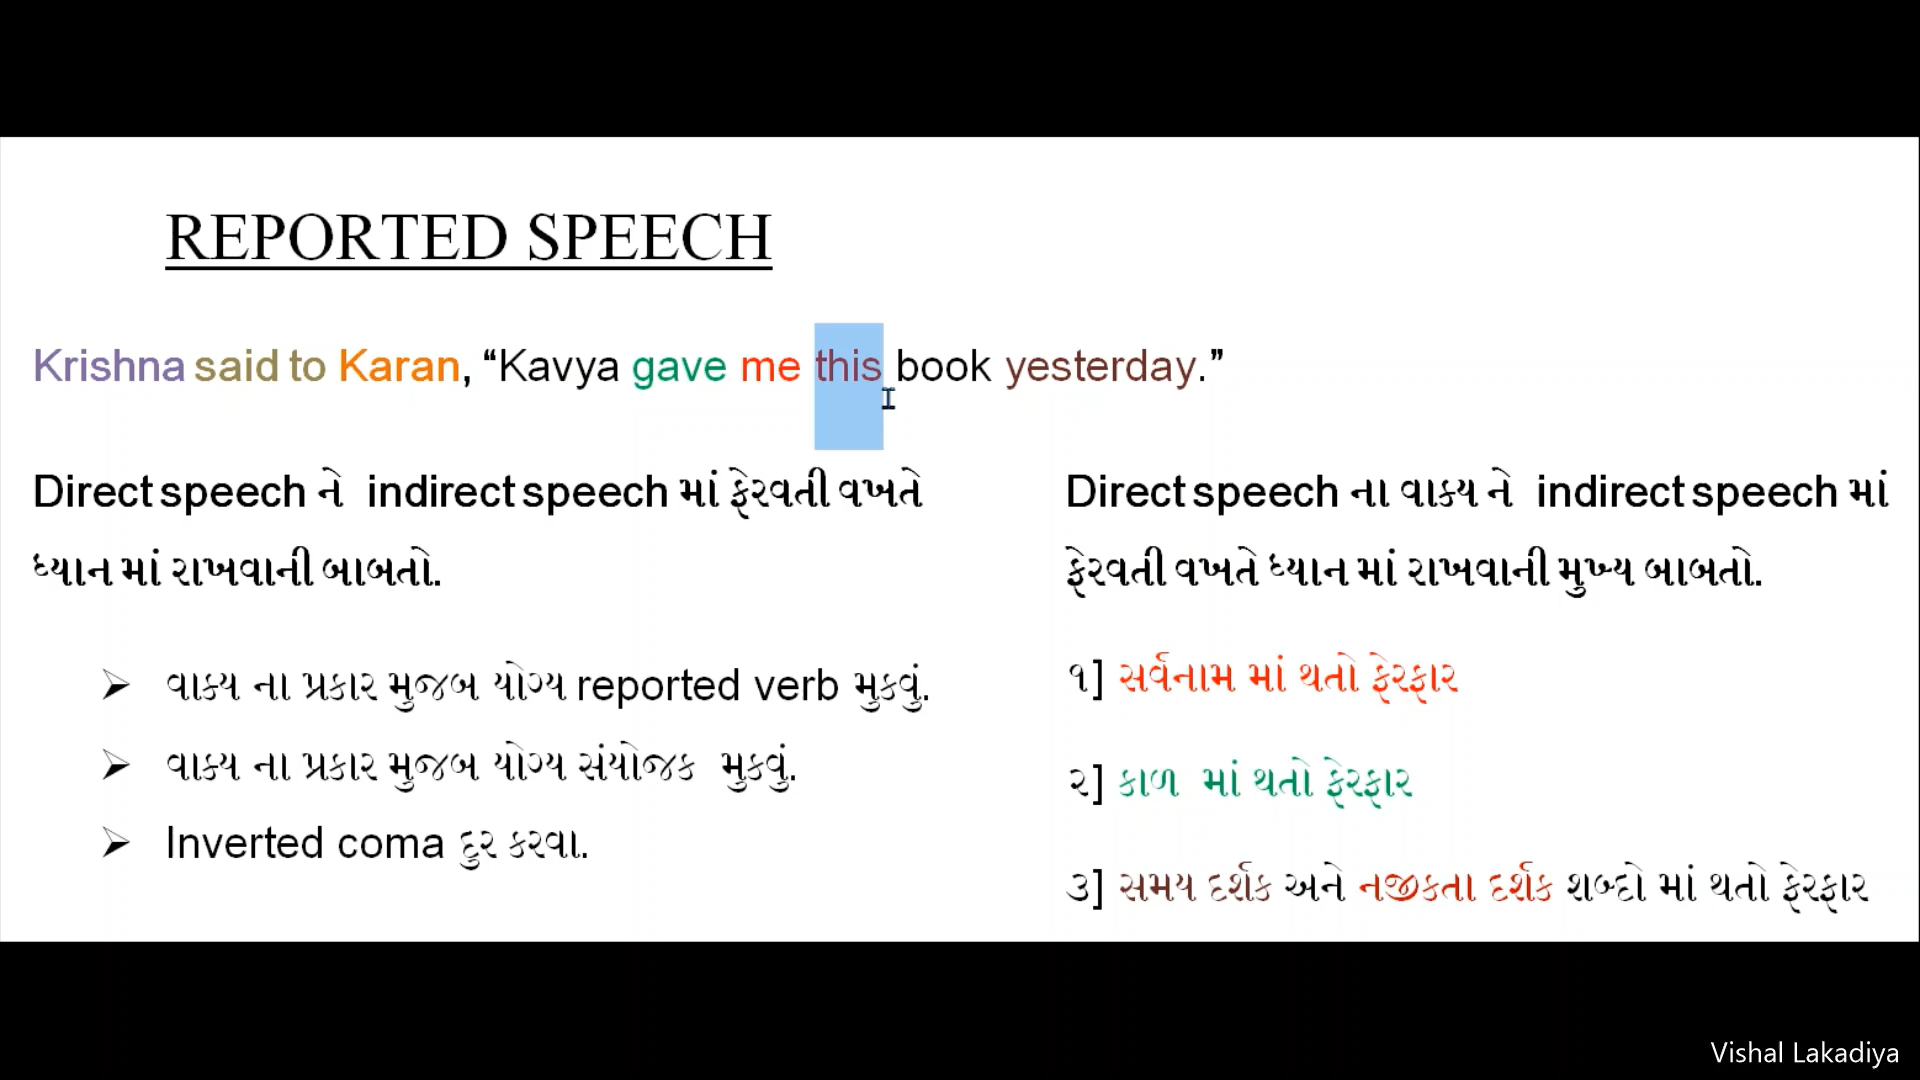 REPORTED SPEECH
Krishna said to Karan, “Kavya gave me this book yesterday.”
Direct speech ને indirect speech માં ફેરવતી વખતે
ધ્યાન માં રાખવાની બાબતો.
➢ વાક્ય ના પ્રકાર મુજબ યોગ્ય reported verb મુકવું.
➢ વાક્ય ના પ્રકાર મુજબ યોગ્ય સંયોજક મુકવું.
➢ Inverted coma દુર કરવા.
Direct speech ના વાક્ય ને indirect speech માં
ફેરવતી વખતે ધ્યાન માં રાખવાની મુખ્ય બાબતો.
૧] સર્વનામ માં થતો ફેરફાર
૨] કાળ માં થતો ફેરફાર
૩] સમય દર્શક અને નજીકતા દર્શક શબ્દો માં થતો ફેરફાર
Vishal Lakadiya